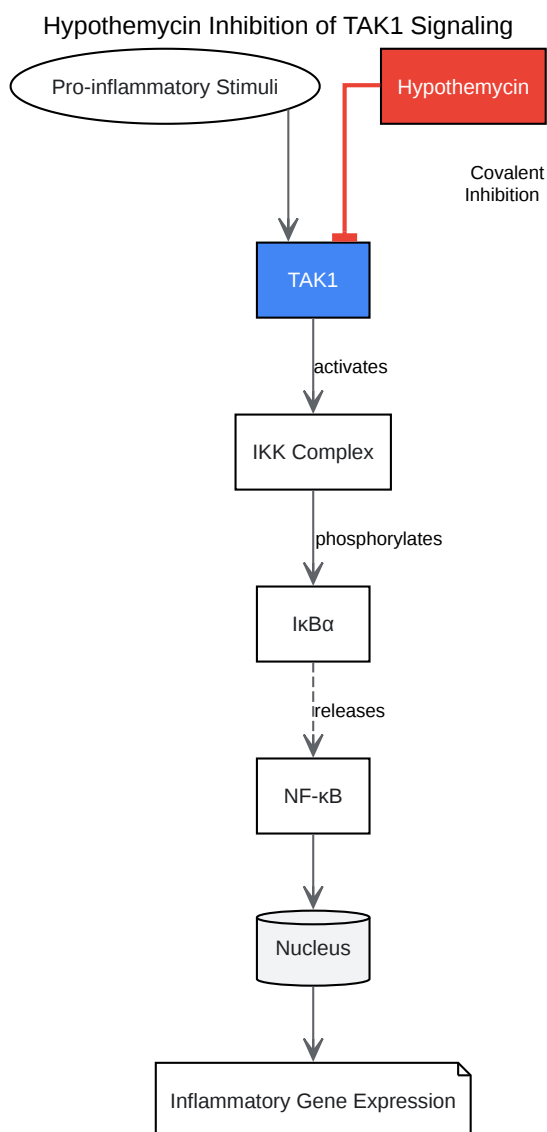 Hypothemycin Inhibition of TAK1 Signaling
Pro-inflammatory Stimuli
Hypothemycin
Covalent
Inhibition
TAK1
activates
IKK Complex
phosphorylates
IκBα
releases
NF-κB
Nucleus
Inflammatory Gene Expression